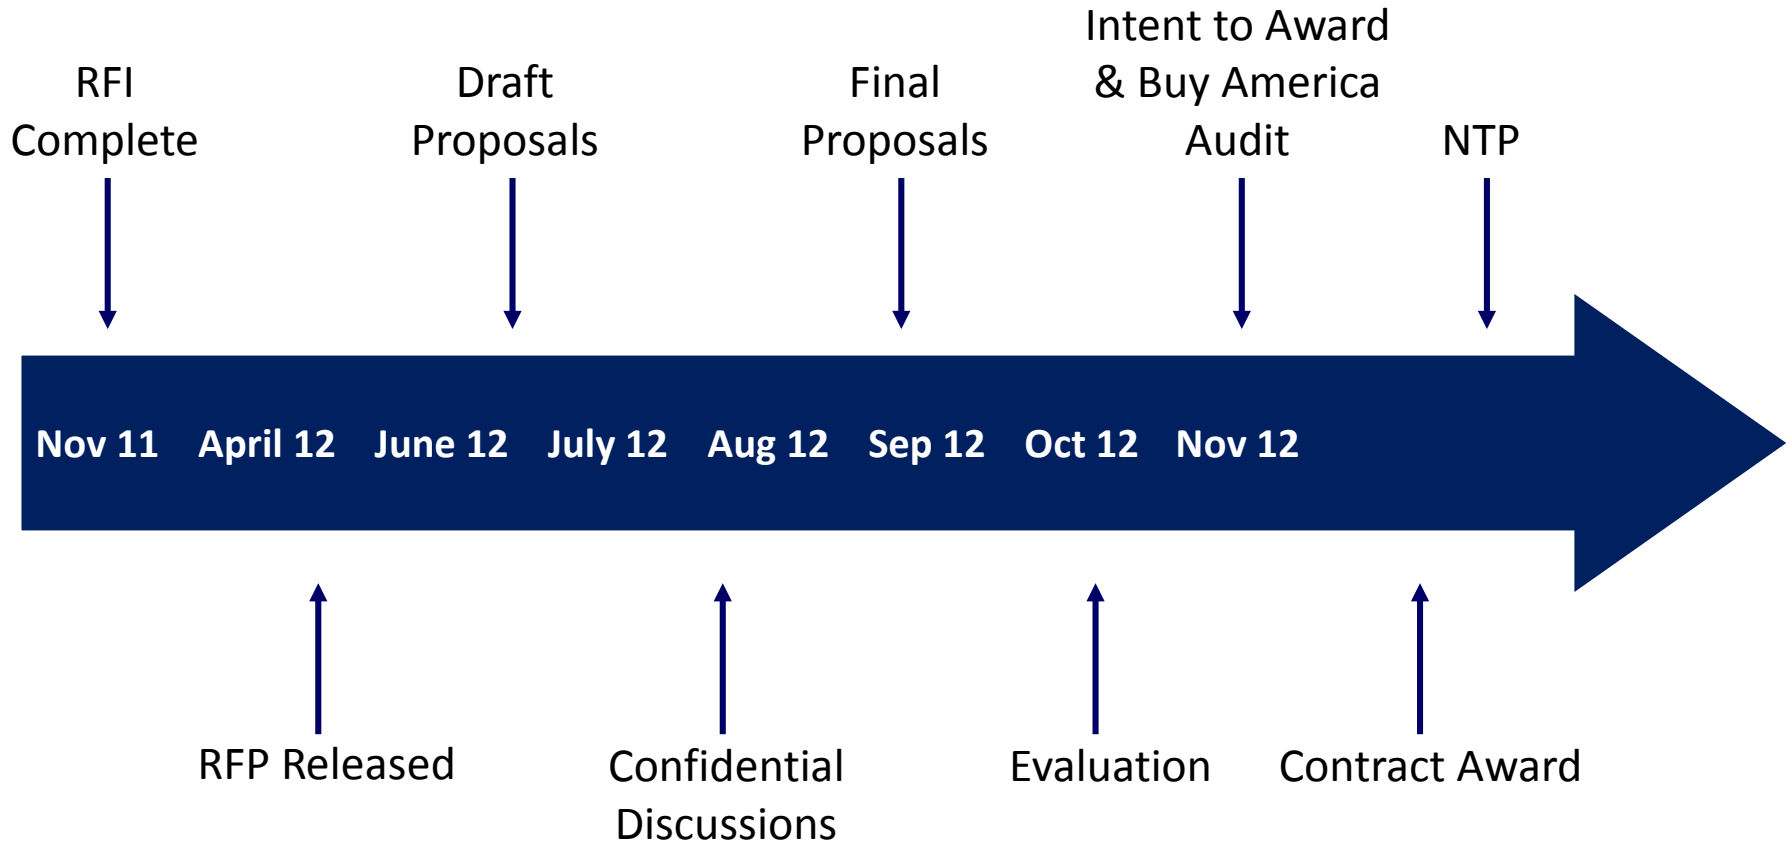 RFI
Complete
Draft
Proposals
Final
Proposals
Intent to Award
& Buy America
Audit
NTP
Nov 11 April 12 June 12 July 12 Aug 12 Sep 12 Oct 12 Nov 12
RFP Released
Confidential
Discussions
Evaluation
Contract Award